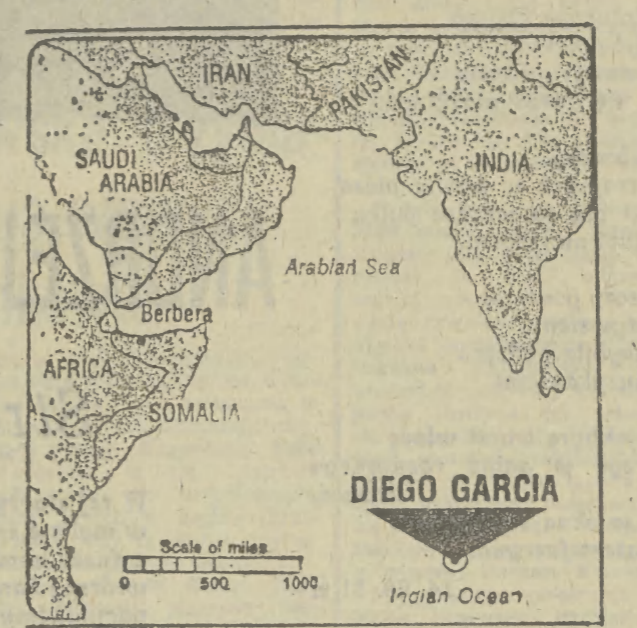 IRAN
PAKISTAN
SAUDI
ARABIA
INDIA
Arabian Sea
Berbera
AFRICA
SOMALIA
DIEGO GARCIA
Scale of miles
0 500 1000
Indian Ocean